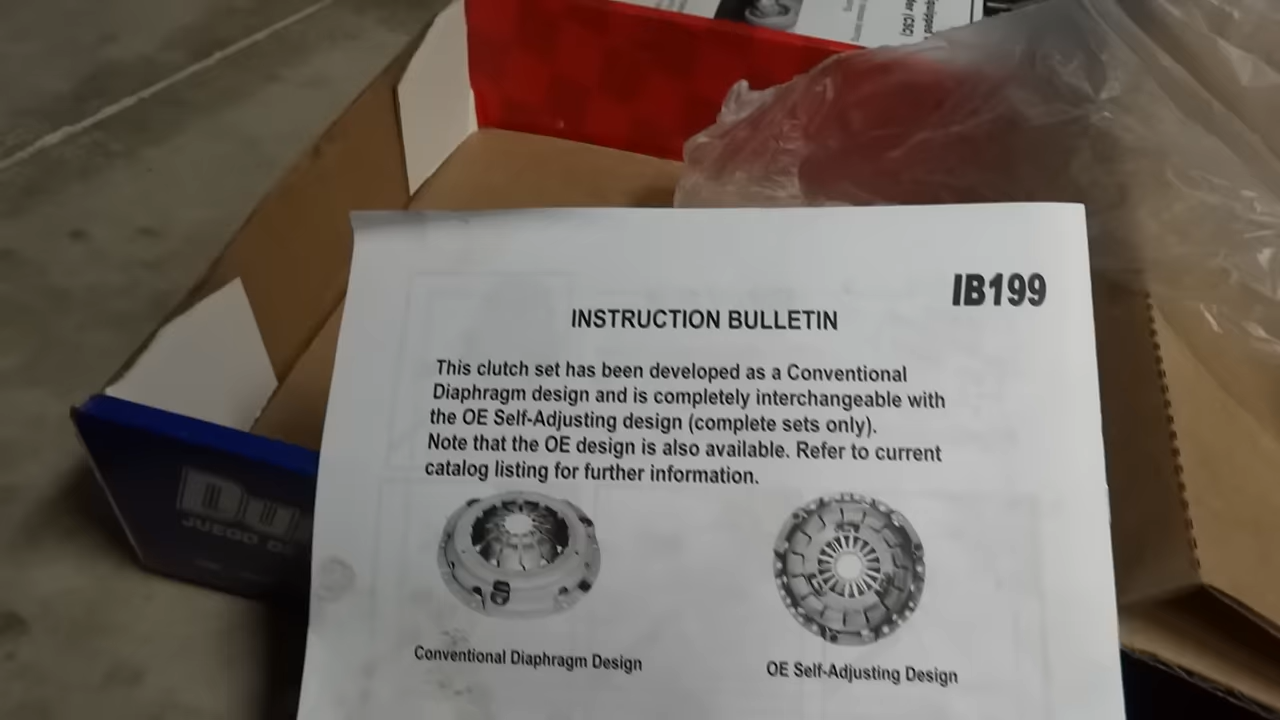 der (CSC)
IB199
INSTRUCTION BULLETIN
This clutch set has been developed as a Conventional
Diaphragm design and is completely interchangeable with
the OE Self-Adjusting design (complete sets only).
Note that the OE design is also available. Refer to current
catalog listing for further information.
Conventional Diaphragm Design
OE Self-Adjusting Design
JUEGO